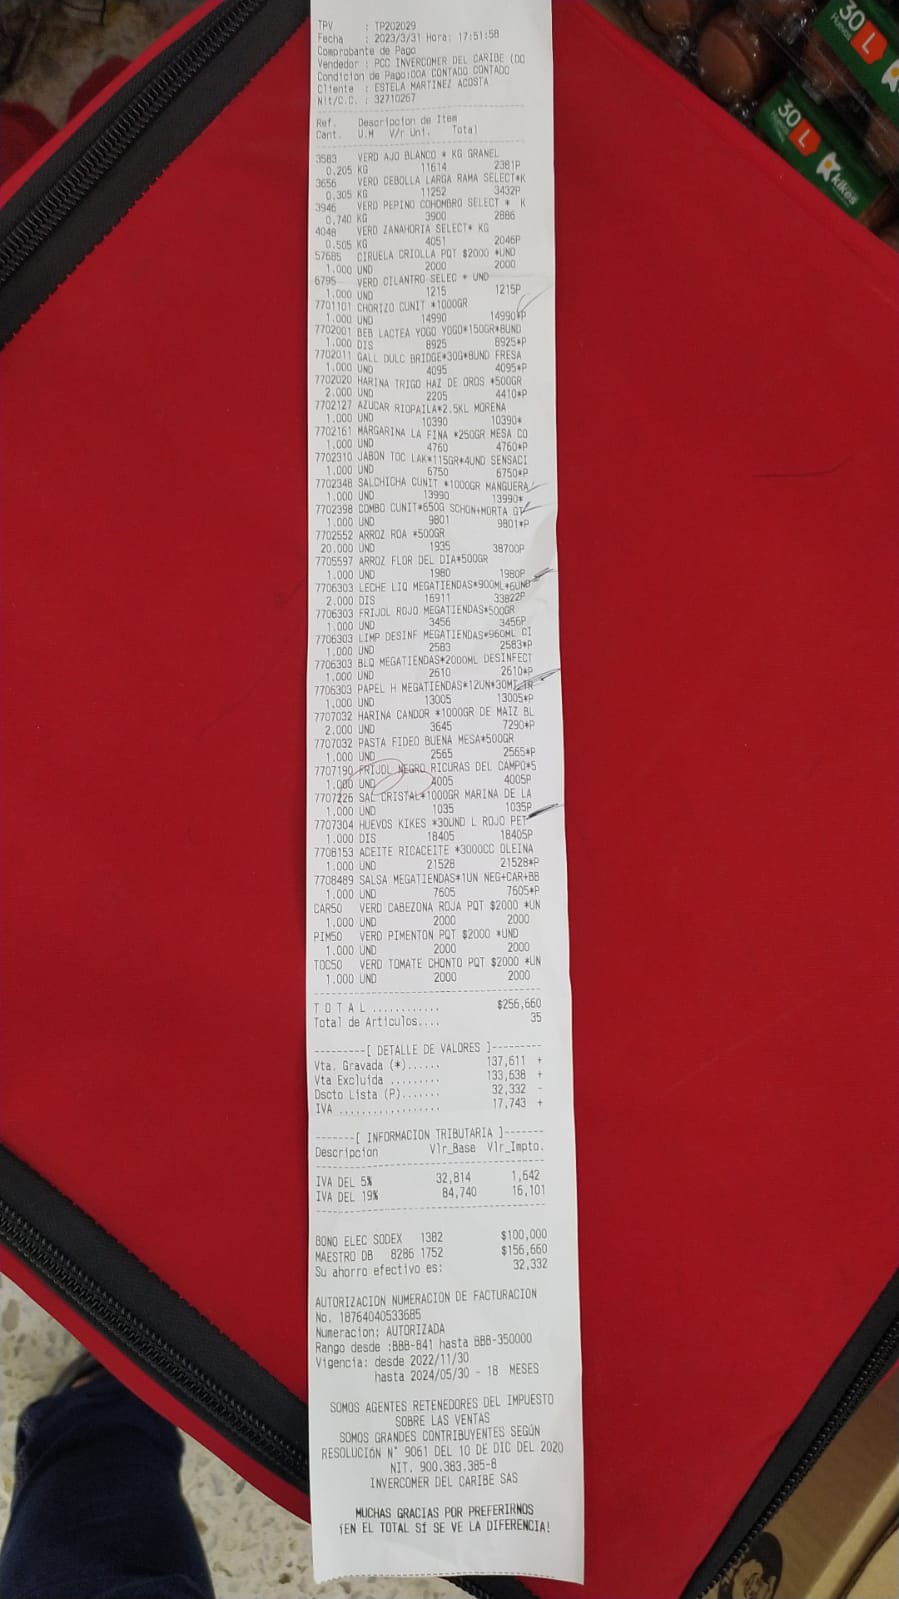 TPV : TP202029
Fecha : 2023/3/31 Hora: 17:51:58
Comprobante de Pago
Vendedor : PCC INVERCOMER DEL CARIBE (DO
Condicion de Pago:OOA CONTADO CONTADO
Cliente : ESTELA MARTINEZ ACOSTA
Nit/C.C. : 32710267
Ref. Descripcion de Item
Cant. U.M V/r Uni. Total
3583 VERD AJO BLANCO * KG GRANEL
0.205 KG 11614 2381P
3656 VERD CEBOLLA LARGA RAMA SELECT*K
0.305 KG 11252 3432P
3946 VERD PEPINO COHOMBRO SELECT * K
0.740 KG 3900 2886
4048 VERD ZANAHORIA SELECT* KG
0.505 KG 4051 2046P
57685 CIRUELA CRIOLLA PQT $2000 *UND
1.000 UND 2000 2000
6795 VERD CILANTRO SELEC * UND
1.000 UND 1215 1215P
7701101 CHORIZO CUNIT *1000GR
1.000 UND 14990 14990*P
7702001 BEB LACTEA YOGO YOGO*150GR*6UND
1.000 DIS 8925 8925*P
7702011 GALL DULC BRIDGE*30G*8UND FRESA
1.000 UND 4095 4095*P
7702020 HARINA TRIGO HAZ DE OROS *500GR
2.000 UND 2205 4410*P
7702127 AZUCAR RIOPAILA*2.5KL MORENA
1.000 UND 10390 10390*
7702161 MARGARINA LA FINA *250GR MESA CO
1.000 UND 4760 4760*P
7702310 JABON TOC LAK*115GR*4UND SENSACI
1.000 UND 6750 6750*P
7702348 SALCHICHA CUNIT *1000GR MANGUERA
1.000 UND 13990 13990*
7702398 COMBO CUNIT*650G SCHON+MORTA GT
1.000 UND 9801 9801*P
7702552 ARROZ ROA *500GR
20.000 UND 1935 38700P
7705597 ARROZ FLOR DEL DIA*500GR
1.000 UND 1980 1980P
7706303 LECHE LIQ MEGATIENDAS*900ML*6UND
2.000 DIS 16911 33822P
7706303 FRIJOL ROJO MEGATIENDAS*500GR
1.000 UND 3456 3456P
7706303 LIMP DESINF MEGATIENDAS*960ML CI
1.000 UND 2583 2583*P
7706303 BLQ MEGATIENDAS*2000ML DESINFECT
1.000 UND 2610 2610*P
7706303 PAPEL H MEGATIENDAS*12UN*30MT TR
1.000 UND 13005 13005*P
7707032 HARINA CANDOR *1000GR DE MAIZ BL
2.000 UND 3645 7290*P
7707032 PASTA FIDEO BUENA MESA*500GR
1.000 UND 2565 2565*P
7707190 FRIJOL NEGRO RICURAS DEL CAMPO*5
1.000 UND 4005 4005P
7707226 SAL CRISTAL*1000GR MARINA DE LA
1.000 UND 1035 1035P
7707304 HUEVOS KIKES *30UND L ROJO PET
1.000 DIS 18405 18405P
7708153 ACEITE RICACEITE *3000CC OLEINA
1.000 UND 21528 21528*P
7708489 SALSA MEGATIENDAS*1UN NEG+CAR+BB
1.000 UND 7605 7605*P
CAR50 VERD CABEZONA ROJA PQT $2000 *UN
1.000 UND 2000 2000
PIM50 VERD PIMENTON PQT $2000 *UND
1.000 UND 2000 2000
TOC50 VERD TOMATE CHONTO PQT $2000 *UN
1.000 UND 2000 2000
T O T A L ............ $256,660
Total de Articulos.... 35
---------[ DETALLE DE VALORES ]---------
Vta. Gravada (*)...... 137,611 +
Vta Excluida ......... 133,638 +
Dscto Lista (P)....... 32,332 -
IVA .................. 17,743 +
-------[ INFORMACION TRIBUTARIA ]-------
Descripcion Vlr_Base Vlr_Impto.
IVA DEL 5% 32,814 1,642
IVA DEL 19% 84,740 16,101
BONO ELEC SODEX 1382 $100,000
MAESTRO DB 8286 1752 $156,660
Su ahorro efectivo es: 32,332
AUTORIZACION NUMERACION DE FACTURACION
No. 18764040533685
Numeracion: AUTORIZADA
Rango desde :BBB-841 hasta BBB-350000
Vigencia: desde 2022/11/30
hasta 2024/05/30 - 18 MESES
SOMOS AGENTES RETENEDORES DEL IMPUESTO
SOBRE LAS VENTAS
SOMOS GRANDES CONTRIBUYENTES SEGÚN
RESOLUCIÓN N° 9061 DEL 10 DE DIC DEL 2020
NIT. 900.383.385-8
INVERCOMER DEL CARIBE SAS
MUCHAS GRACIAS POR PREFERIRNOS
¡EN EL TOTAL SÍ SE VE LA DIFERENCIA!
30 L
Huevos
30 L
kikes